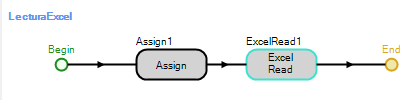 LecturaExcel
Begin
Assign1
Assign
ExcelRead1
Excel
Read
End